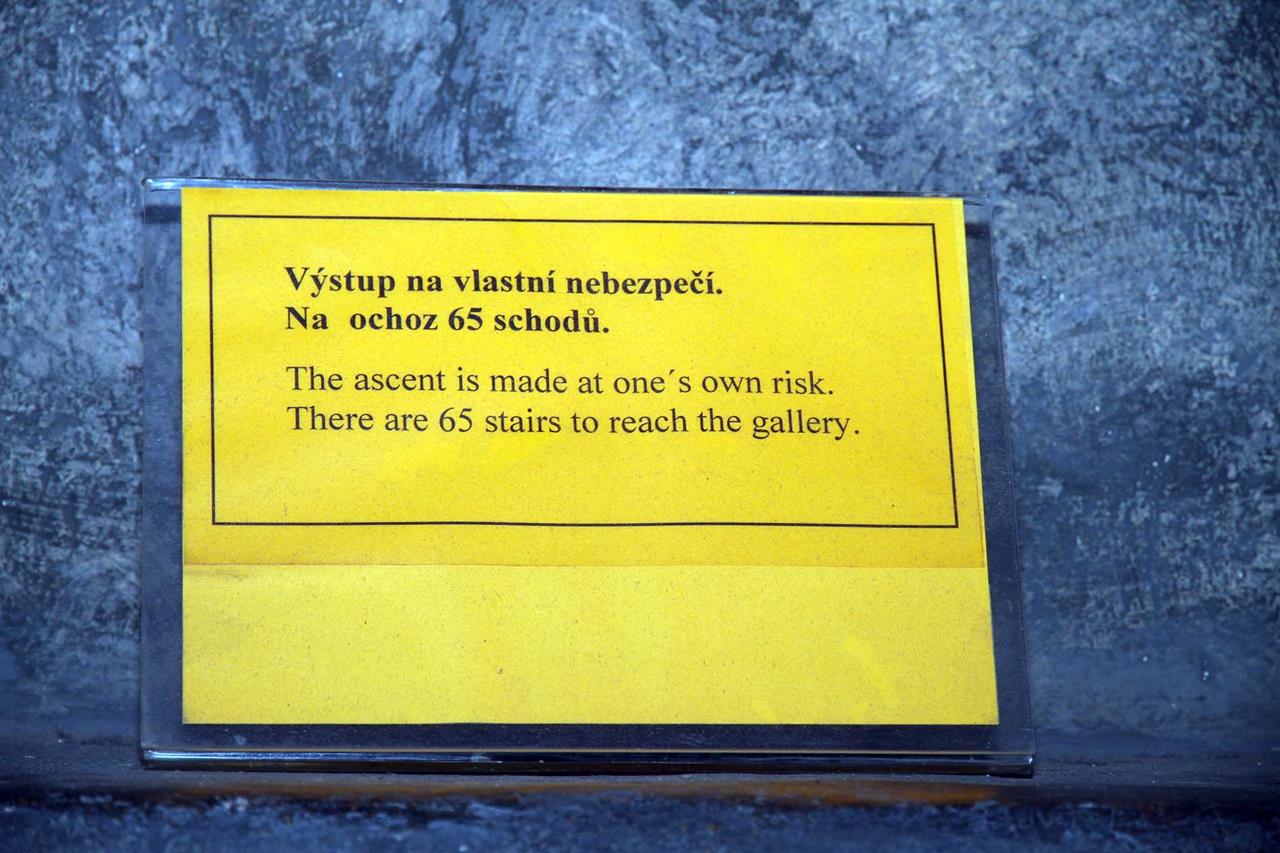 Výstup na vlastní nebezpečí.
Na ochoz 65 schodů.
The ascent is made at one´s own risk.
There are 65 stairs to reach the gallery.